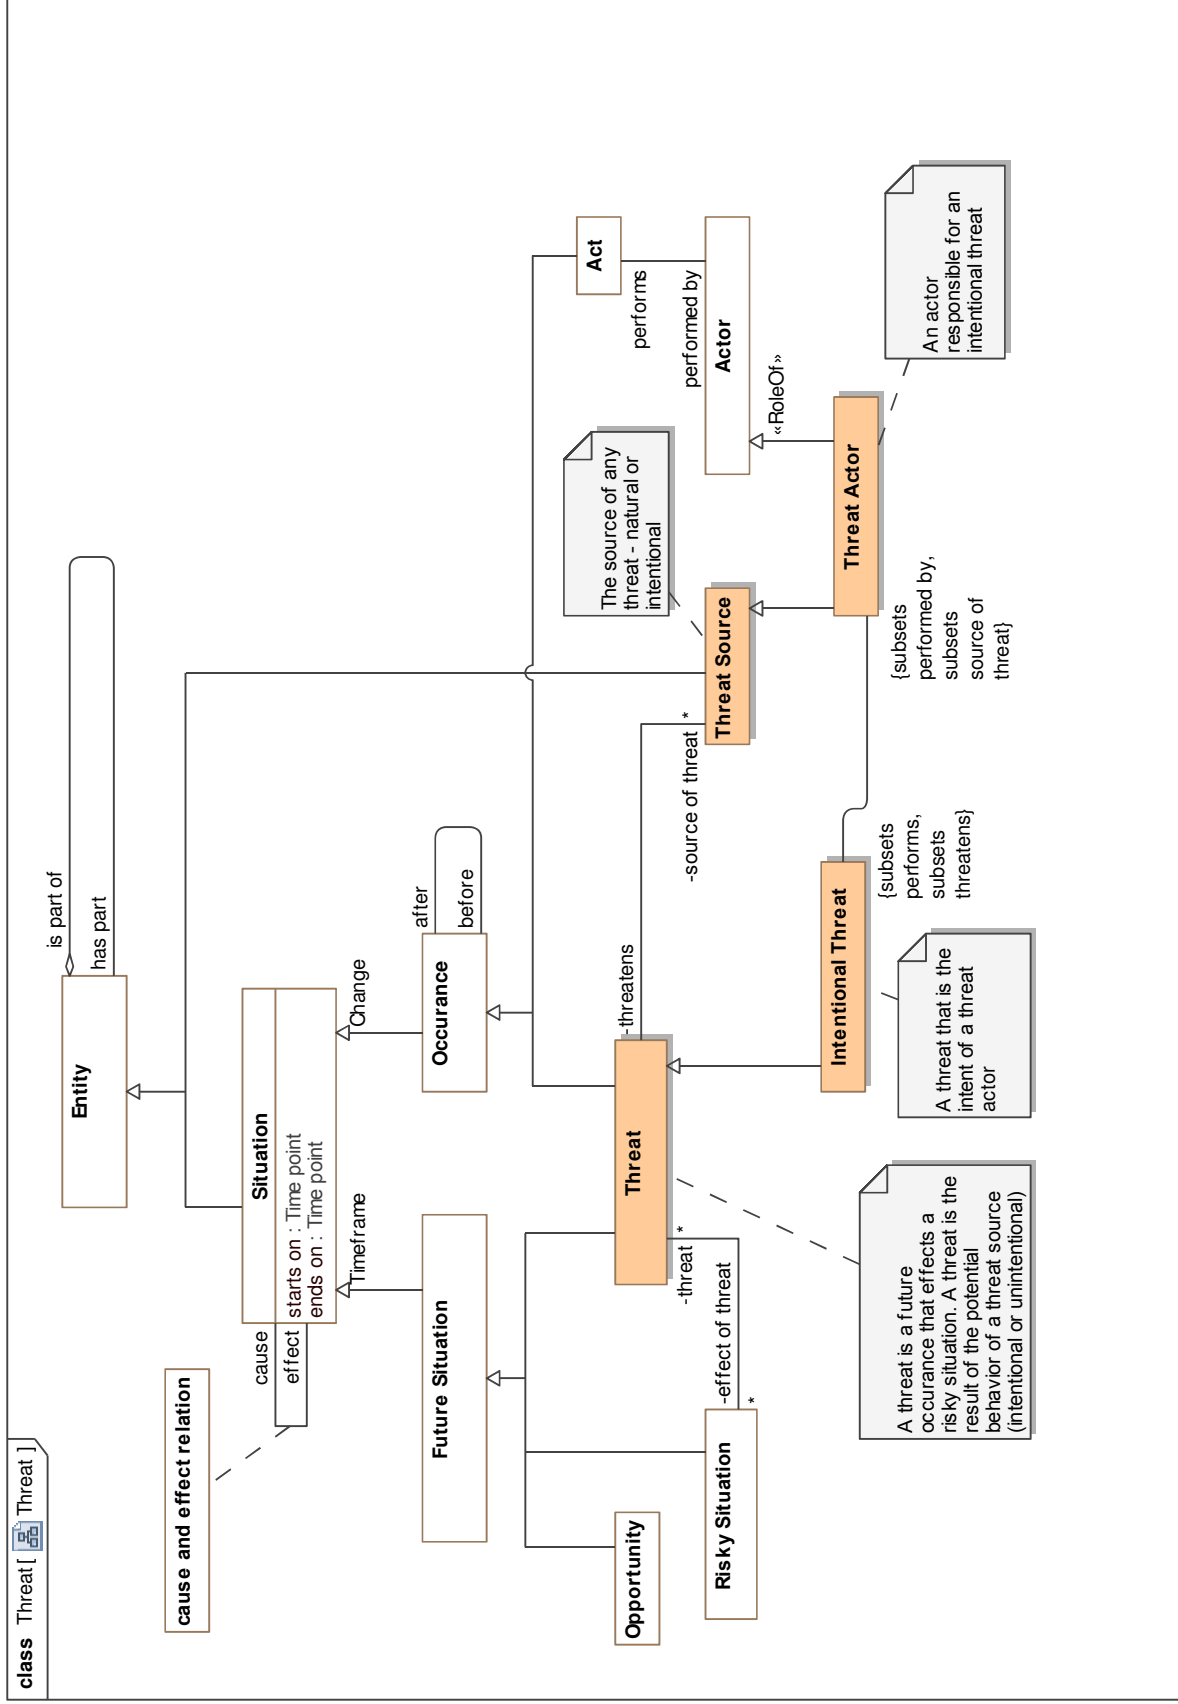 class Threat [ Threat ]
is part of
has part
Entity
cause and effect relation
cause
effect
Situation
starts on : Time point
ends on : Time point
Timeframe
Change
after
before
Future Situation
Occurance
Opportunity
Risky Situation
-effect of threat
*
-threat
*
Threat
-threatens
-source of threat
*
Threat Source
The source of any
threat - natural or
intentional
Act
performs
performed by
Actor
«RoleOf»
Threat Actor
{subsets
performed by,
subsets
source of
threat}
An actor
responsible for an
intentional threat
Intentional Threat
{subsets
performs,
subsets
threatens}
A threat that is the
intent of a threat
actor
A threat is a future
occurance that effects a
risky situation. A threat is the
result of the potential
behavior of a threat source
(intentional or unintentional)